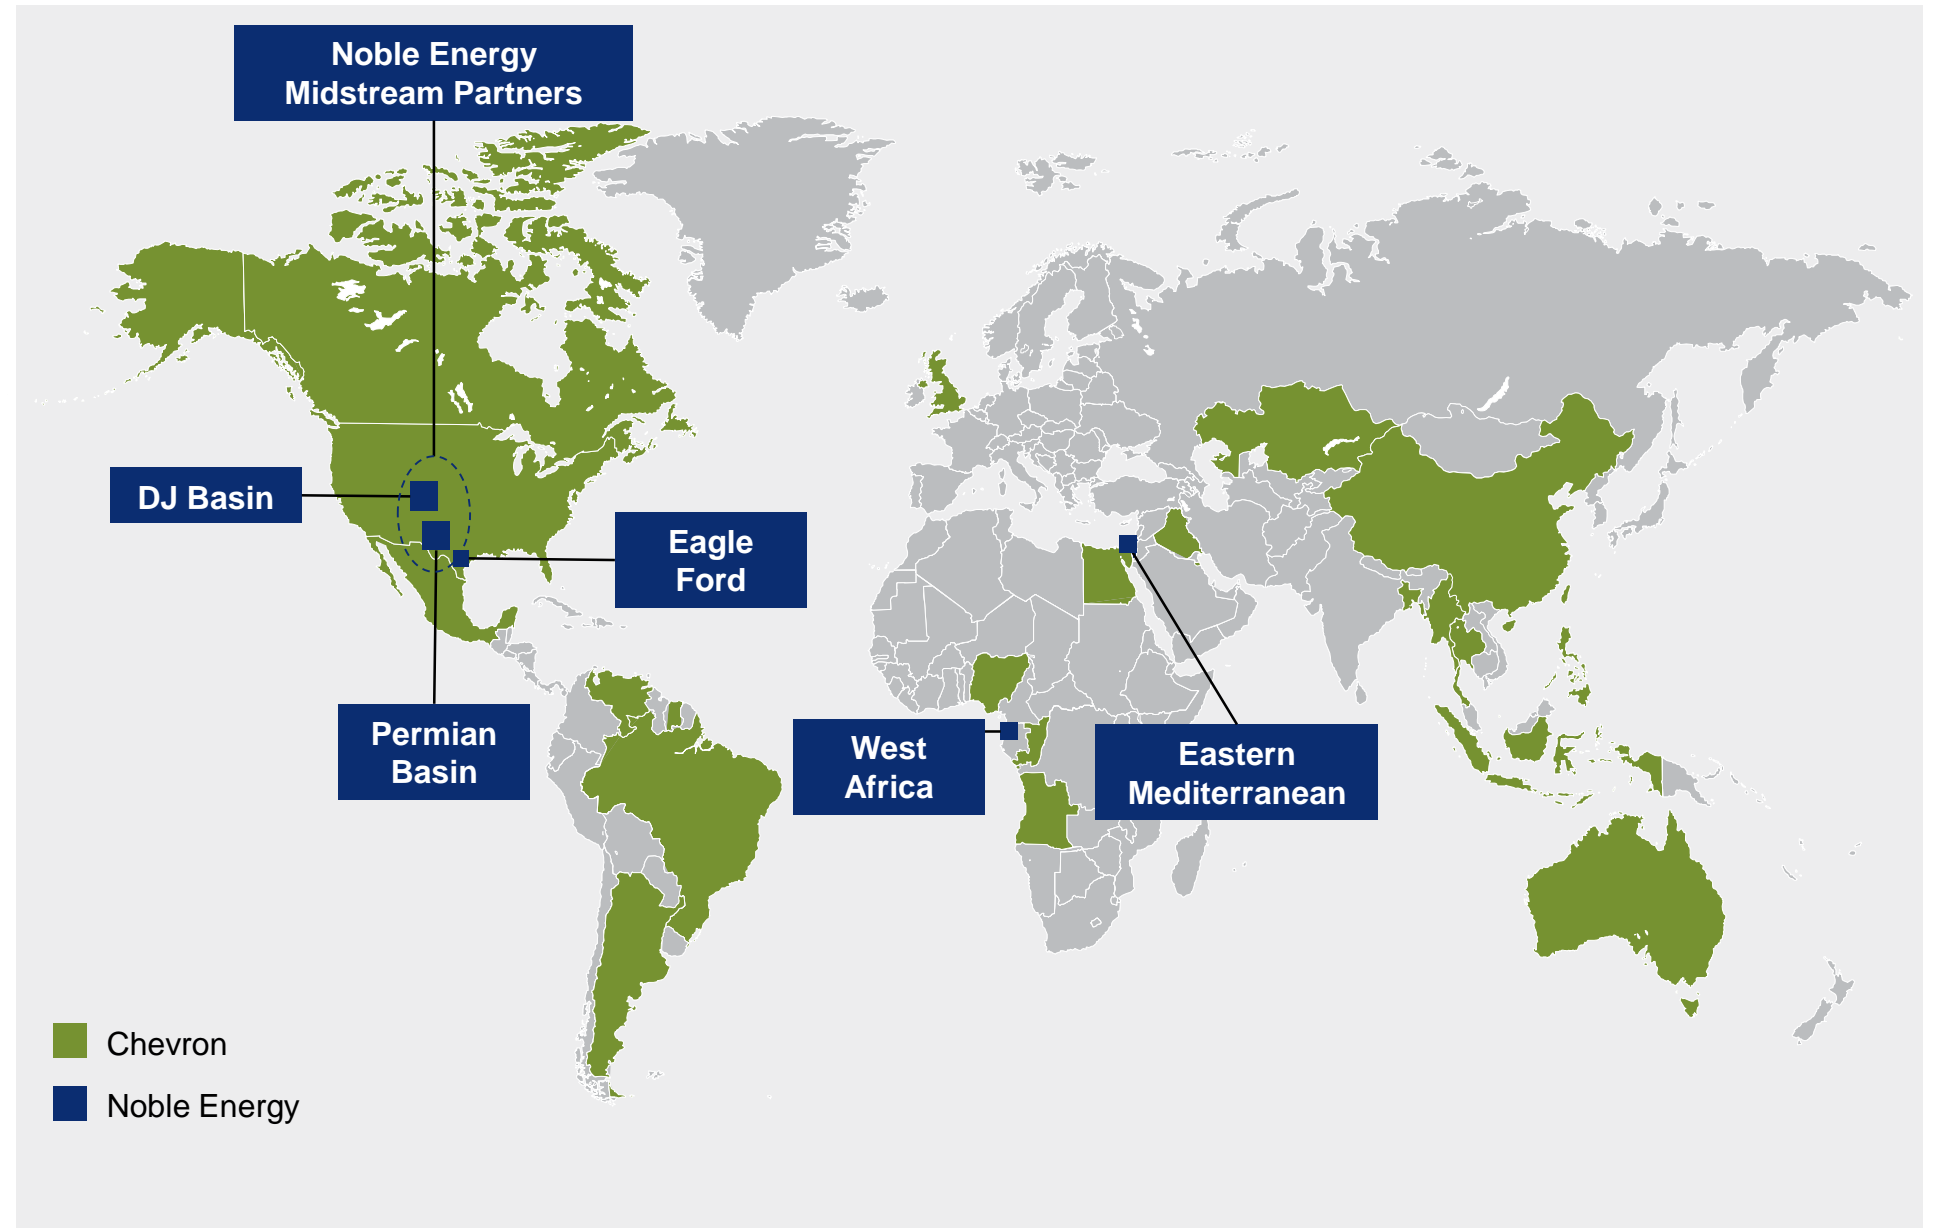 Noble Energy
Midstream Partners
DJ Basin
Eagle
Ford
Permian
Basin
West
Africa
Eastern
Mediterranean
Chevron
Noble Energy